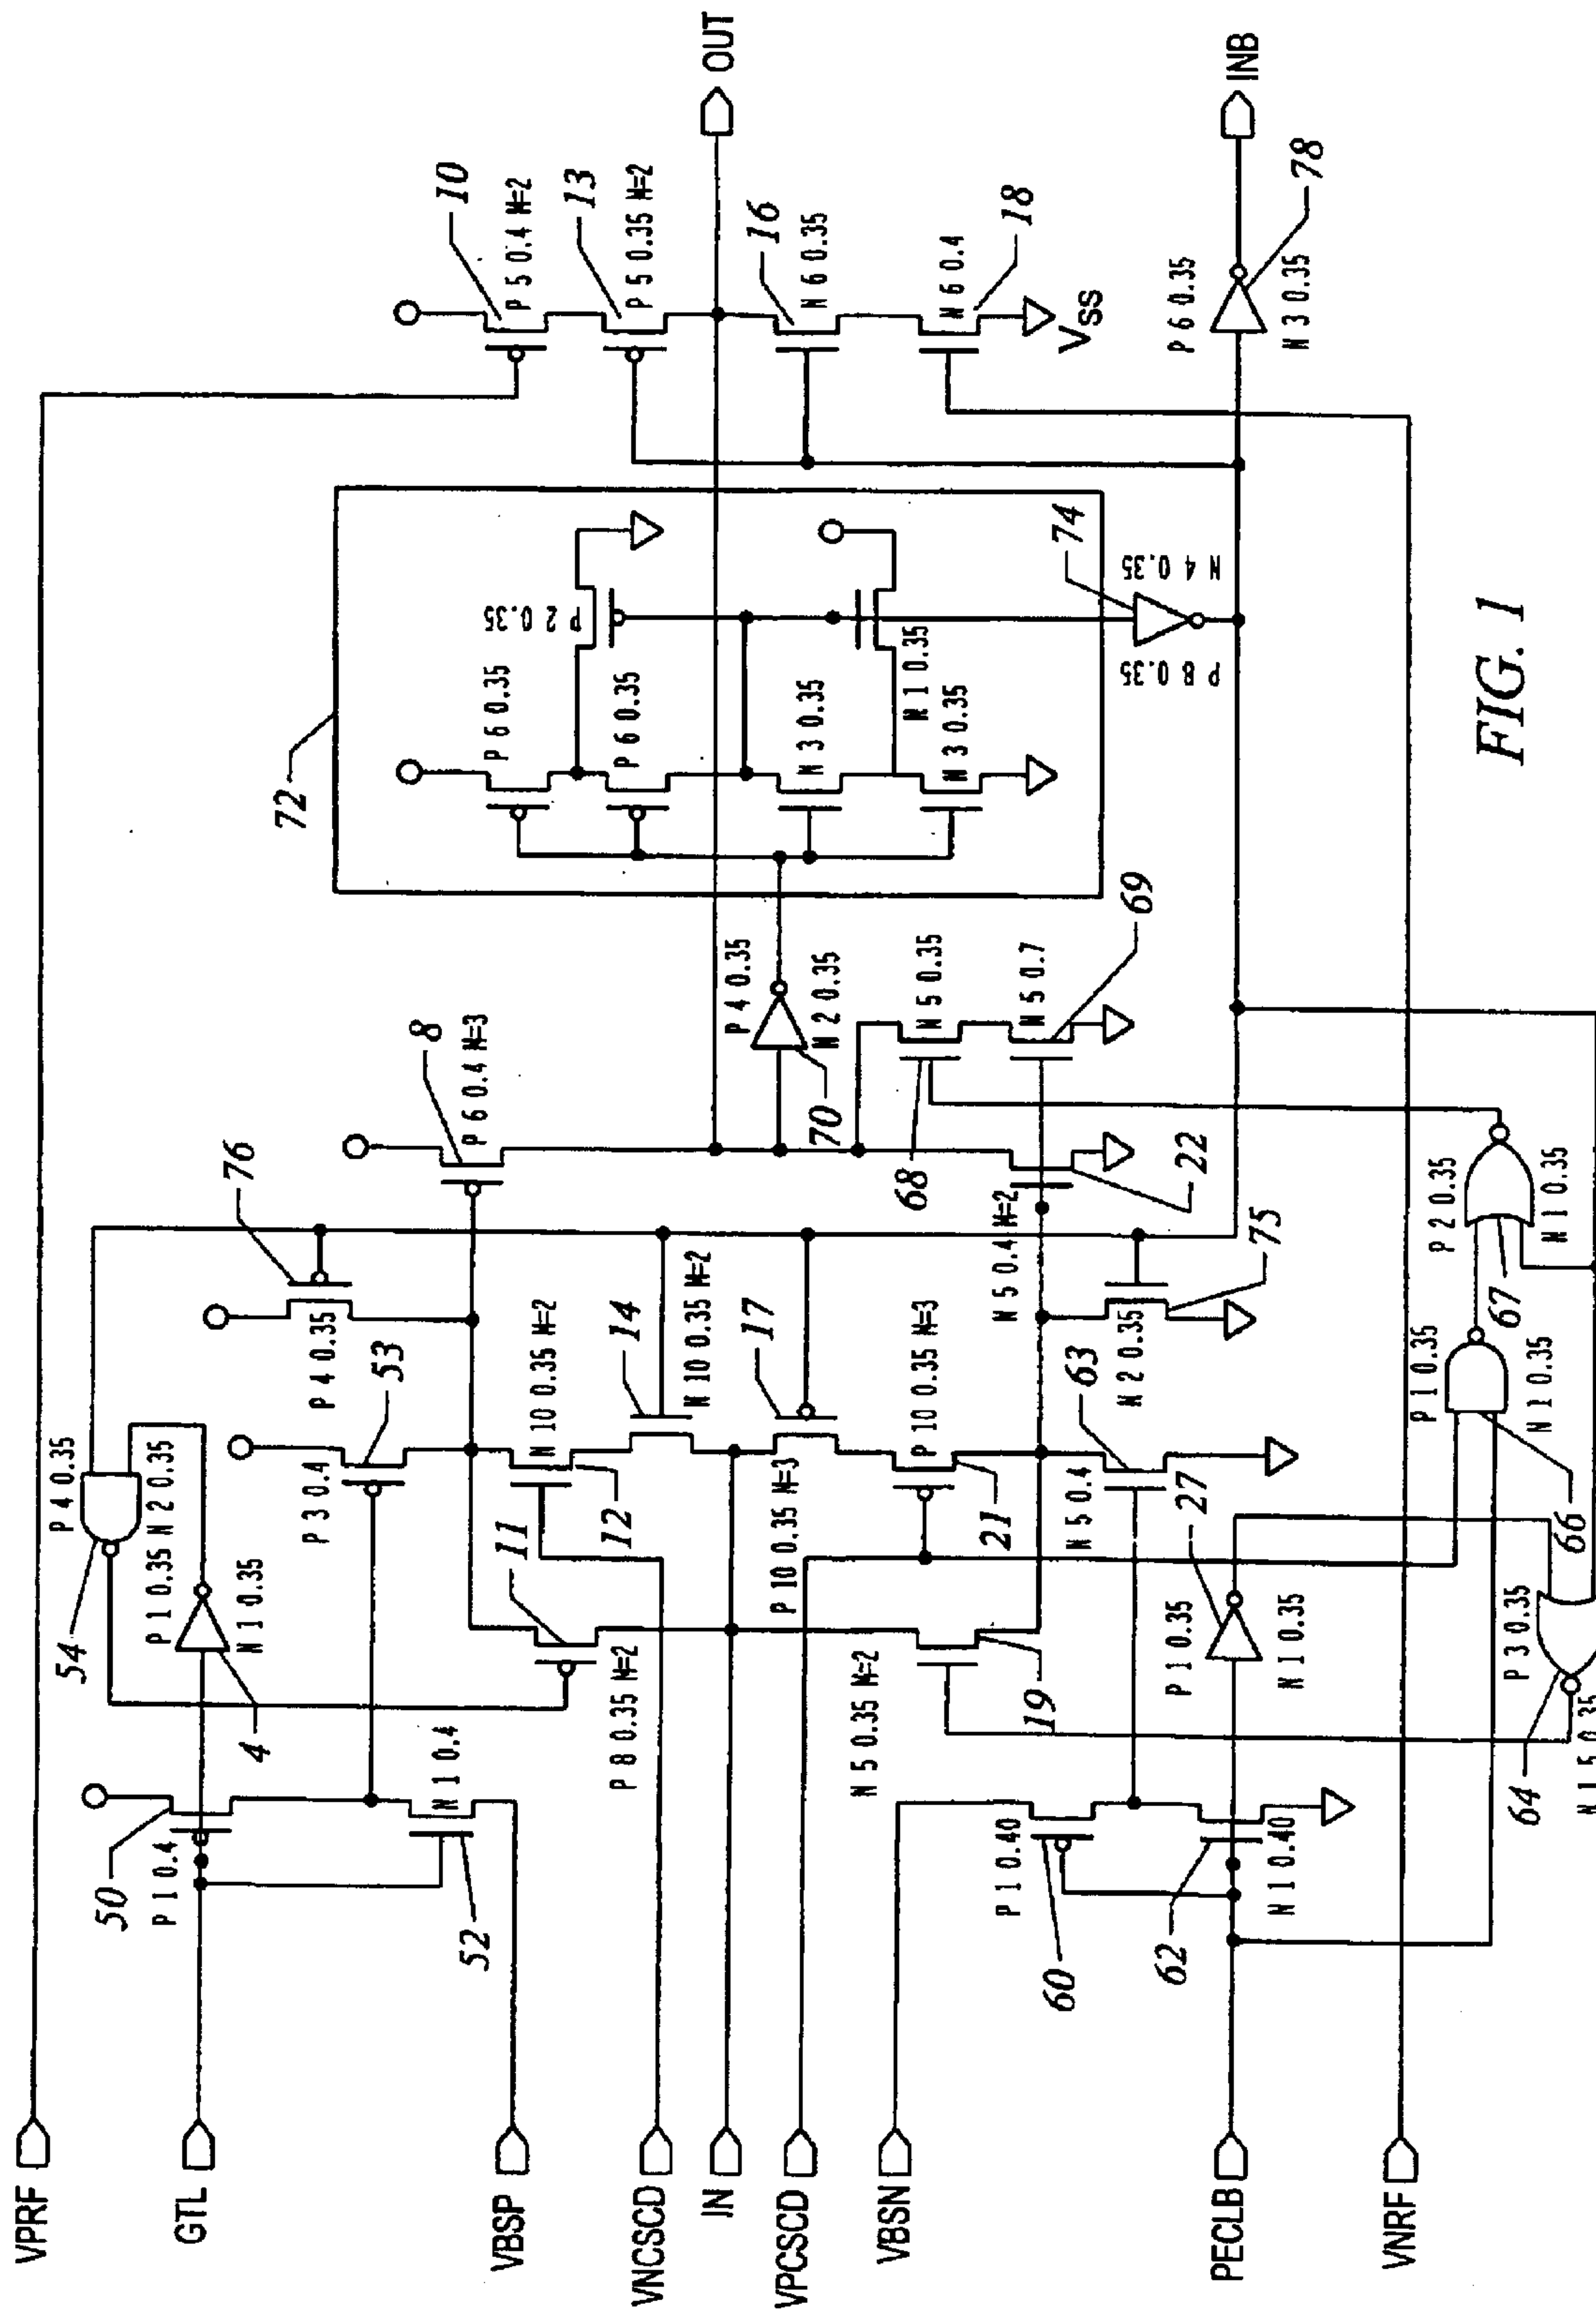 VPRF
GTL
VBSP
VNCSCD
IN
VPCSCD
VBSN
PECLB
VNRF
50
P 1 0.4
52
N 1 0.4
4
54
P 4 0.35
P 1 0.35 N 2 0.35
N 1 0.35
P 3 0.4
53
76
P 4 0.35
11
P 8 0.35 M=2
12
N 10 0.35 M=2
14
N 10 0.35 M=2
17
P 10 0.35 M=3
P 10 0.35 M=3
21
19
N 5 0.35 M=2
60
P 1 0.40
62
N 1 0.40
63
N 5 0.4
27
P 1 0.35
N 1 0.35
75
N 2 0.35
64
P 3 0.35
66
P 1 0.35
N 1 0.35
67
P 2 0.35
N 1 0.35
8
P 6 0.4 M=3
22
N 5 0.4 M=2
68
N 5 0.35
69
N 5 0.7
70
P 4 0.35
N 2 0.35
72
P 6 0.35
P 6 0.35
P 2 0.35
N 3 0.35
N 3 0.35
N 1 0.35
74
P 8 0.35
N 4 0.35
10
P 5 0.4 M=2
13
P 5 0.35 M=2
16
N 6 0.35
18
N 6 0.4
VSS
OUT
P 6 0.35
N 3 0.35
78
INB
FIG. 1